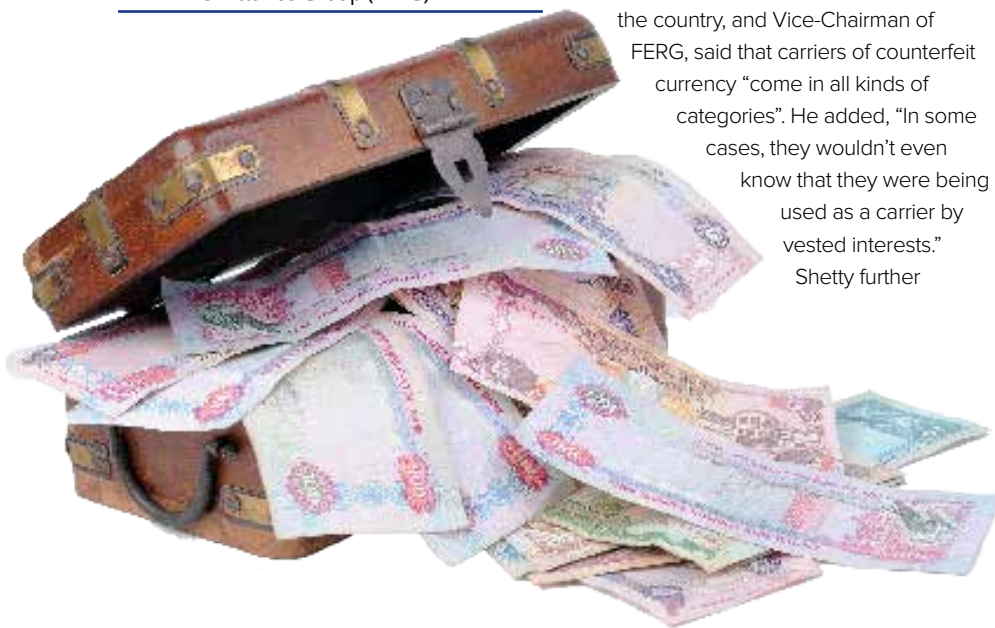 the country, and Vice-Chairman of
FERG, said that carriers of counterfeit
currency “come in all kinds of
categories”. He added, “In some
cases, they wouldn’t even
know that they were being
used as a carrier by
vested interests.”
Shetty further